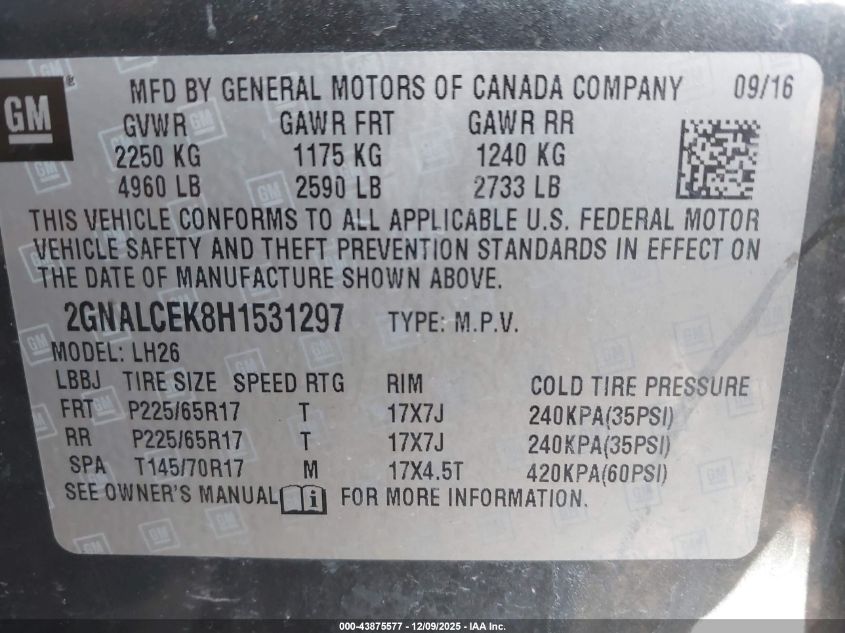 GM®
MFD BY GENERAL MOTORS OF CANADA COMPANY 09/16
GVWR GAWR FRT GAWR RR
2250 KG 1175 KG 1240 KG
4960 LB 2590 LB 2733 LB
THIS VEHICLE CONFORMS TO ALL APPLICABLE U.S. FEDERAL MOTOR
VEHICLE SAFETY AND THEFT PREVENTION STANDARDS IN EFFECT ON
THE DATE OF MANUFACTURE SHOWN ABOVE.
2GNALCEK8H1531297 TYPE: M.P.V.
MODEL: LH26
LBBJ TIRE SIZE SPEED RTG RIM COLD TIRE PRESSURE
FRT P225/65R17 T 17X7J 240KPA(35PSI)
RR P225/65R17 T 17X7J 240KPA(35PSI)
SPA T145/70R17 M 17X4.5T 420KPA(60PSI)
SEE OWNER'S MANUAL i FOR MORE INFORMATION.
000-43875577 - 12/09/2025 - IAA Inc.